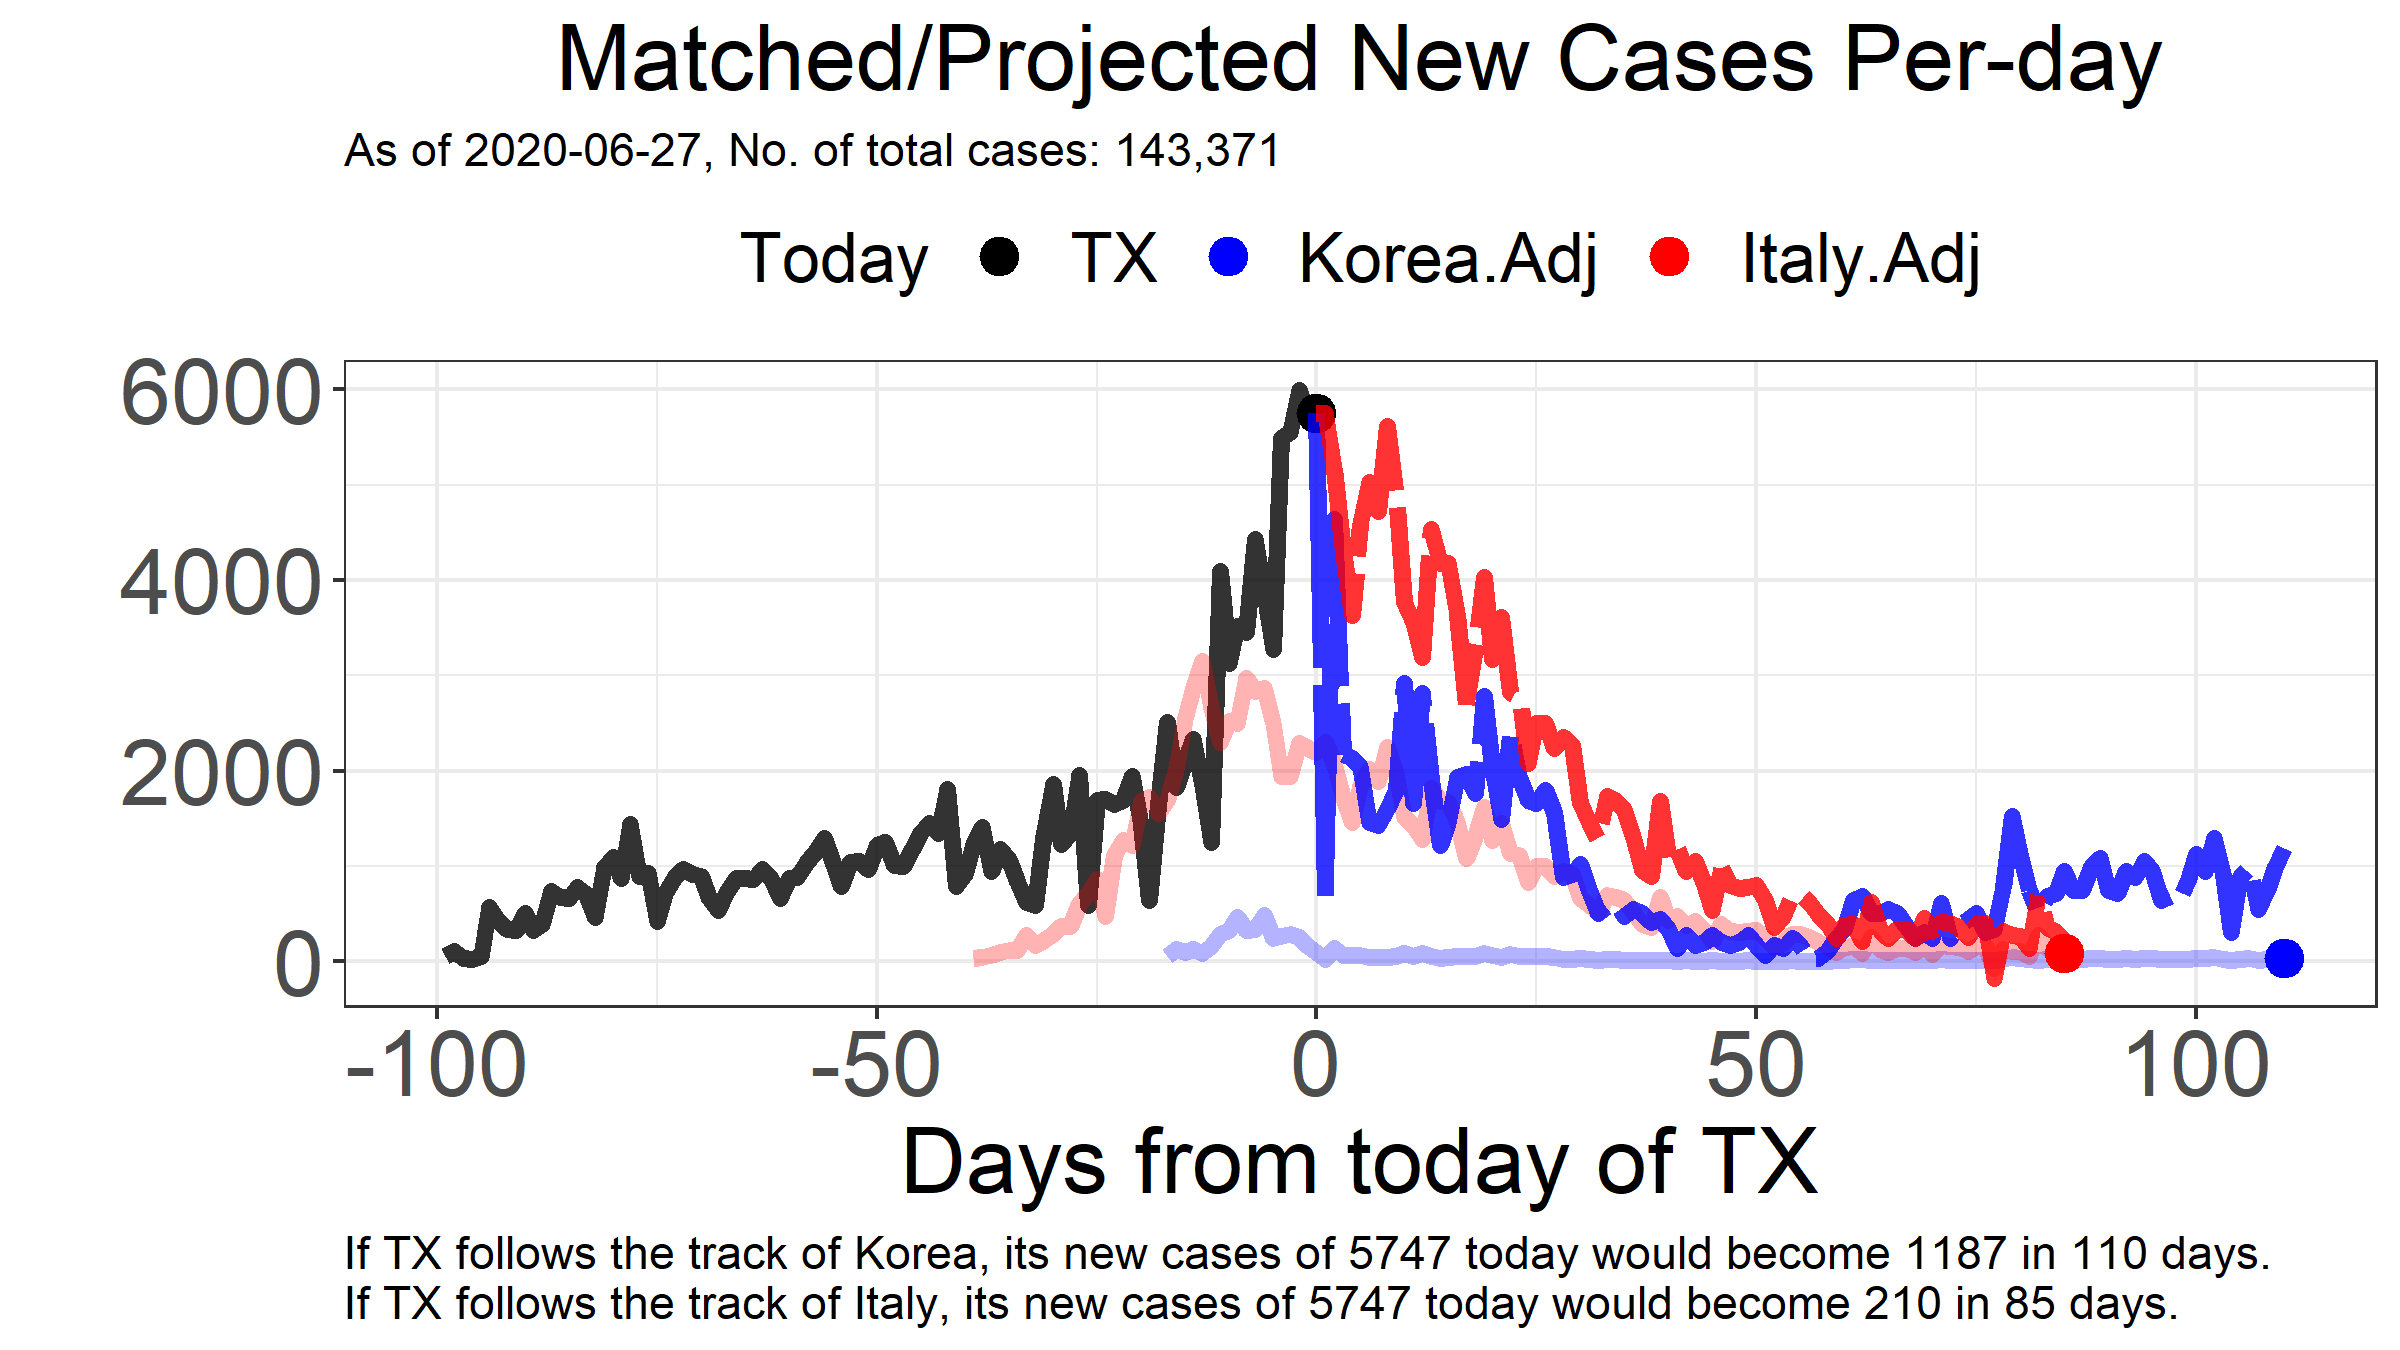 Matched/Projected New Cases Per-day
As of 2020-06-27, No. of total cases: 143,371
Today TX Korea.Adj Italy.Adj
6000
4000
2000
0
-100 -50 0 50 100
Days from today of TX
If TX follows the track of Korea, its new cases of 5747 today would become 1187 in 110 days.
If TX follows the track of Italy, its new cases of 5747 today would become 210 in 85 days.